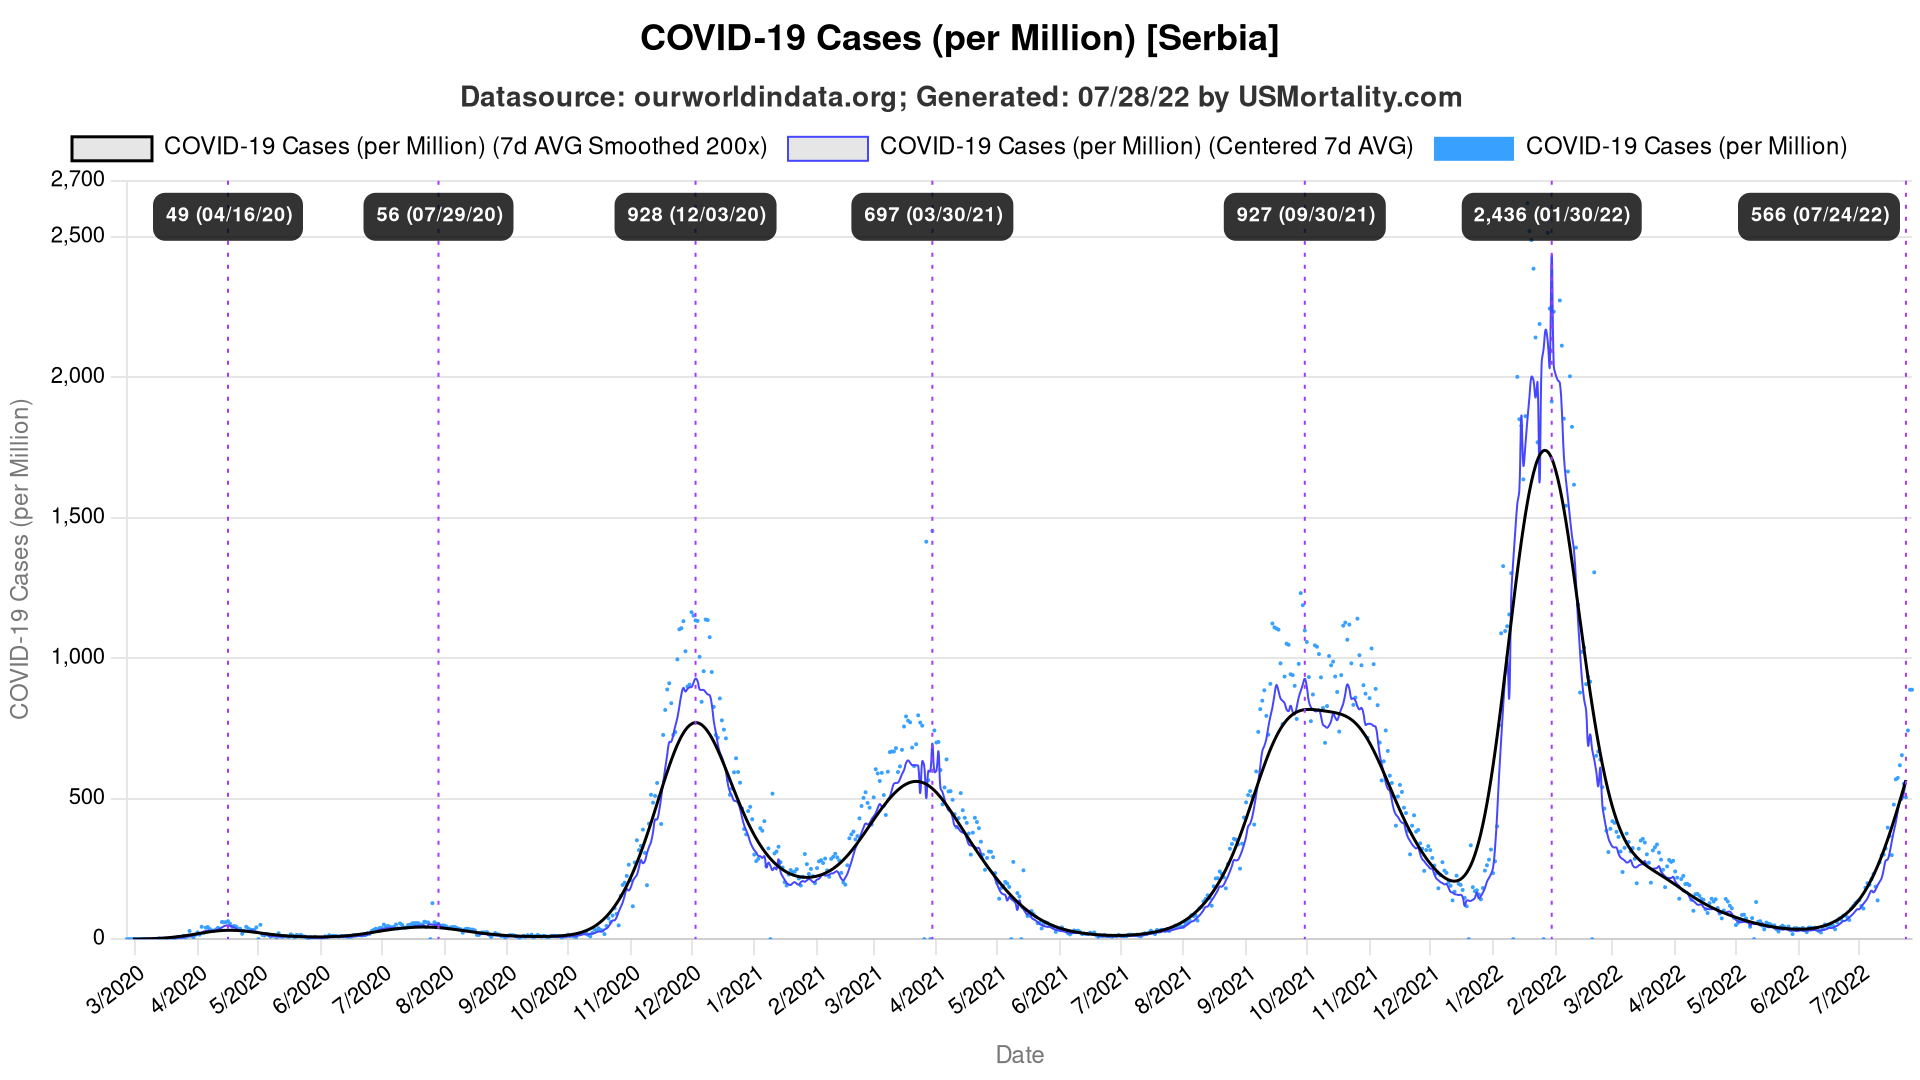 COVID-19 Cases (per Million) [Serbia]
Datasource: ourworldindata.org; Generated: 07/28/22 by USMortality.com
COVID-19 Cases (per Million) (7d AVG Smoothed 200x) COVID-19 Cases (per Million) (Centered 7d AVG) COVID-19 Cases (per Million)
2,700
49 (04/16/20) 56 (07/29/20) 928 (12/03/20) 697 (03/30/21) 927 (09/30/21) 2,436 (01/30/22) 566 (07/24/22)
2,500
2,000
1,500
1,000
500
0
COVID-19 Cases (per Million)
3/2020 4/2020 5/2020 6/2020 7/2020 8/2020 9/2020 10/2020 11/2020 12/2020 1/2021 2/2021 3/2021 4/2021 5/2021 6/2021 7/2021 8/2021 9/2021 10/2021 11/2021 12/2021 1/2022 2/2022 3/2022 4/2022 5/2022 6/2022 7/2022
Date